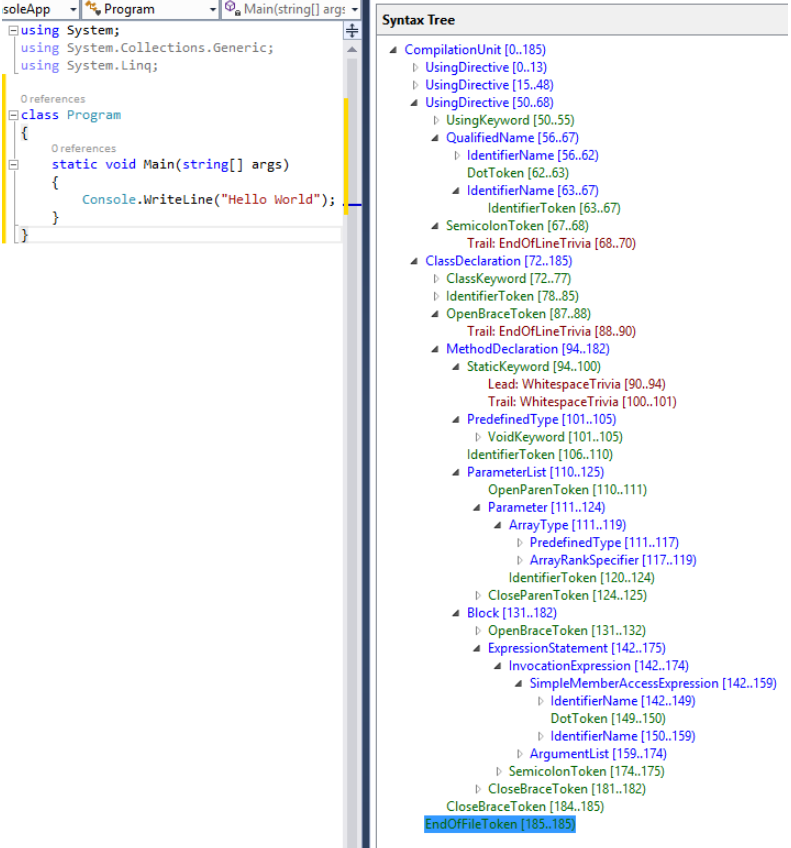 soleApp
Program
Main(string[] args
using System;
using System.Collections.Generic;
using System.Linq;
0 references
class Program
{
0 references
static void Main(string[] args)
{
Console.WriteLine("Hello World");
}
}
Syntax Tree
CompilationUnit [0..185)
UsingDirective [0..13)
UsingDirective [15..48)
UsingDirective [50..68)
UsingKeyword [50..55)
QualifiedName [56..67)
IdentifierName [56..62)
DotToken [62..63)
IdentifierName [63..67)
IdentifierToken [63..67)
SemicolonToken [67..68)
Trail: EndOfLineTrivia [68..70)
ClassDeclaration [72..185)
ClassKeyword [72..77)
IdentifierToken [78..85)
OpenBraceToken [87..88)
Trail: EndOfLineTrivia [88..90)
MethodDeclaration [94..182)
StaticKeyword [94..100)
Lead: WhitespaceTrivia [90..94)
Trail: WhitespaceTrivia [100..101)
PredefinedType [101..105)
VoidKeyword [101..105)
IdentifierToken [106..110)
ParameterList [110..125)
OpenParenToken [110..111)
Parameter [111..124)
ArrayType [111..119)
PredefinedType [111..117)
ArrayRankSpecifier [117..119)
IdentifierToken [120..124)
CloseParenToken [124..125)
Block [131..182)
OpenBraceToken [131..132)
ExpressionStatement [142..175)
InvocationExpression [142..174)
SimpleMemberAccessExpression [142..159)
IdentifierName [142..149)
DotToken [149..150)
IdentifierName [150..159)
ArgumentList [159..174)
SemicolonToken [174..175)
CloseBraceToken [181..182)
CloseBraceToken [184..185)
EndOfFileToken [185..185)